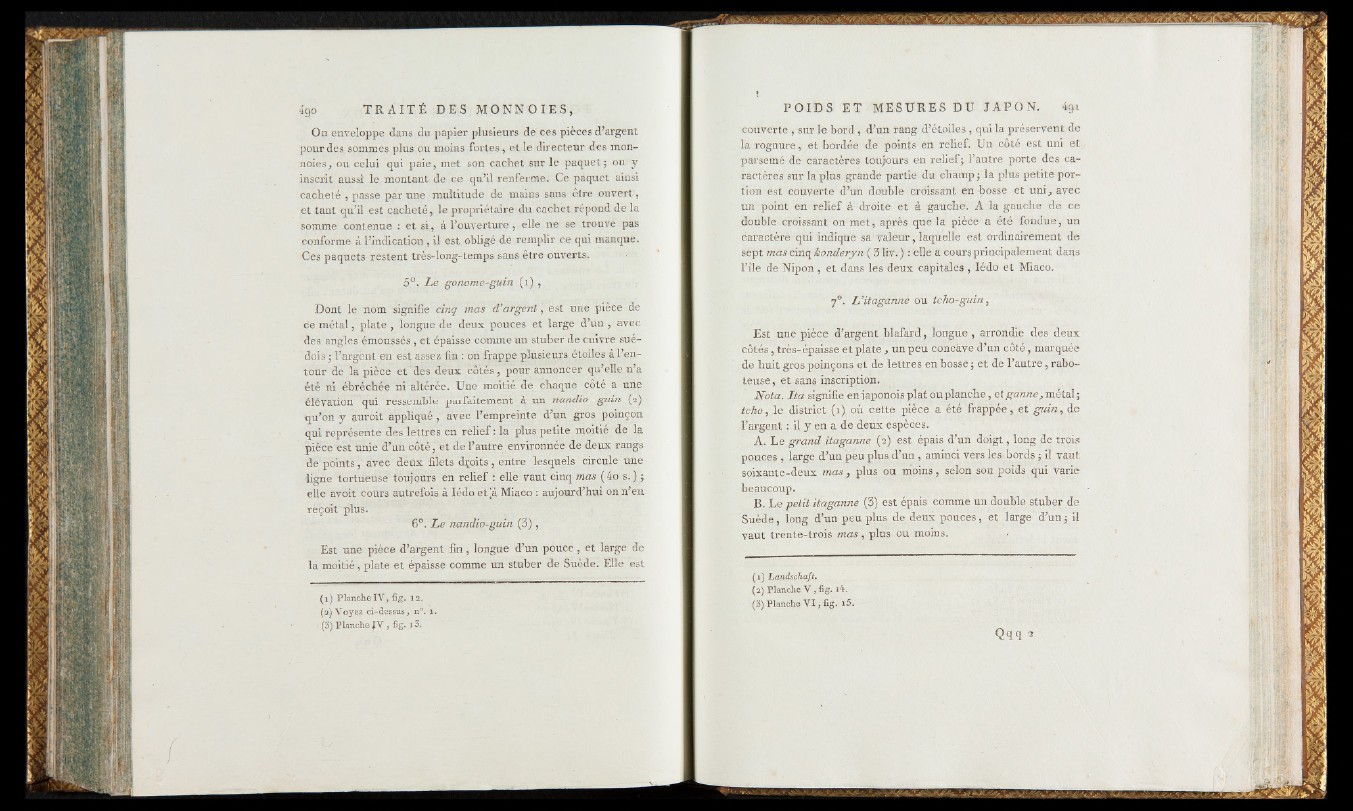 490 TRAITÉ DES MONNOIES,
On enveloppe dans du papier plusieurs de ces pièces d'argent
pour des sommes plus ou moins fortes, et le directeur des mon-
noies, ou celui qui paie, met son cachet sur le paquet; on y
inscrit aussi le montant de ce qu'il renferme. Ce paquet ainsi
cacheté, passe par une multitude de mains sans être ouvert,
et tant qu'il est cacheté, le propriétaire du cachet répond de la
somme contenue : et si, à l'ouverture, elle ne se trouve pas
conforme à l'indication, il est obligé de remplir ce qui manque.
Ces paquets restent très-long-temps sans être ouverts.
5°. Le gonome-guin (1),
Dont le nom signifie cinq mas d'argent, est une pièce de
ce métal, plate, longue de deux pouces et large d'un, avec
des angles émoussés, et épaisse comme un stuber de cuivre sué-
dois; l'argent en est assez fin : on frappe plusieurs étoiles à l'en-
tour de la pièce et des deux côtés, pour annoncer qu'elle n'a
été ni ébréchée ni altérée. Une moitié de chaque côté a une
élévation qui ressemble parfaitement à un nandio guin (2)
qu'on y auroit appliqué, avec l'empreinte d'un gros poinçon
qui représente des lettres en relief : la plus petite moitié de la
pièce est unie d'un côté, et de l'autre environnée de deux rangs
de points, avec deux filets droits, entre lesquels circule une
ligne tortueuse toujours en relief : elle vaut cinq mas (40 s.);
elle avoit cours autrefois à Iédo et à Miaco : aujourd'hui on n'en
reçoit plus.
6°. Le nandio-guin (3),
Est une pièce d'argent fin, longue d'un pouce, et large de
la moitié, plate et épaisse comme un stuber de Suède. Elle est
(1) Planche IV, fig. 12.
(2) Voyez ci-dessus, n°. 1.
(3) Planche IV, fig. 13.
POIDS ET MESURES DU JAPON. 491
couverte, sur le bord, d'un rang d'étoiles, qui la préservent de
la rognure, et bordée de points en relief. Un côté est uni et
parsemé de caractères toujours en relief; l'autre porte des ca-
ractères sur la plus grande partie du champ; la plus petite por-
tion est couverte d'un double croissant en bosse et uni, avec
un point en relief à droite et à gauche. A la gauche de ce
double croissant on met, après que la pièce a été fondue, un
caractère qui indique sa valeur, laquelle est ordinairement de
sept mas cinq konderyn (3 liv.) : elle a cours principalement dans
l'île de Nipon, et dans les deux capitales, Iédo et Miaco.
7°. L'itaganne ou tcho-guin,
Est une pièce d'argent blafard, longue, arrondie des deux
côtés, très-épaisse et plate, un peu concave d'un côté, marquée
de huit gros poinçons et de lettres en bosse; et de l'autre, rabo-
teuse, et sans inscription.
Nota. Ita signifie en japonois plat ou planche, et ganne, métal;
tcho, le district (1) où cette pièce a été frappée, et guin, de
l'argent : il y en a de deux espèces.
A. Le grand itaganne (2) est épais d'un doigt, long de trois
pouces, large d'un peu plus d'un, aminci vers les bords; il vaut
soixante-deux mas, plus ou moins, selon son poids qui varie
beaucoup.
B. Le petit itaganne (3) est épais comme un double stuber de
Suède, long d'un peu plus de deux pouces, et large d'un; il
vaut trente-trois mas, plus ou moins.
(1) Landschaft.
(2) Planche V, fig. 14.
(3) Planche VI, fig. 15.
Qqq 2